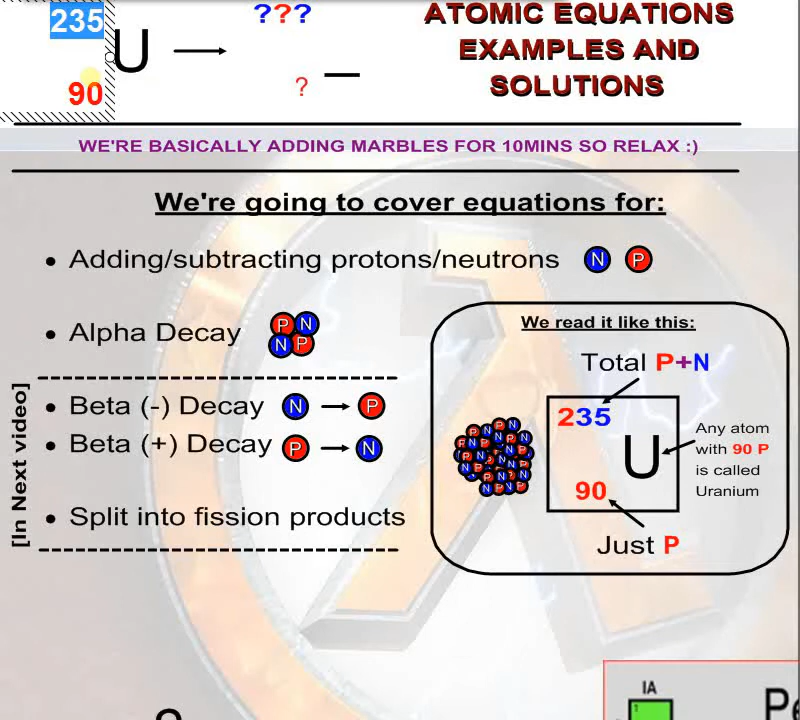 235
90
U
???
?
ATOMIC EQUATIONS
EXAMPLES AND
SOLUTIONS
WE'RE BASICALLY ADDING MARBLES FOR 10MINS SO RELAX :)
We're going to cover equations for:
• Adding/subtracting protons/neutrons N P
• Alpha Decay P N N P
[In Next video]
• Beta (-) Decay N P
• Beta (+) Decay P N
• Split into fission products
We read it like this:
Total P+N
235
U
90
Any atom
with 90 P
is called
Uranium
Just P
IA
1
Pe